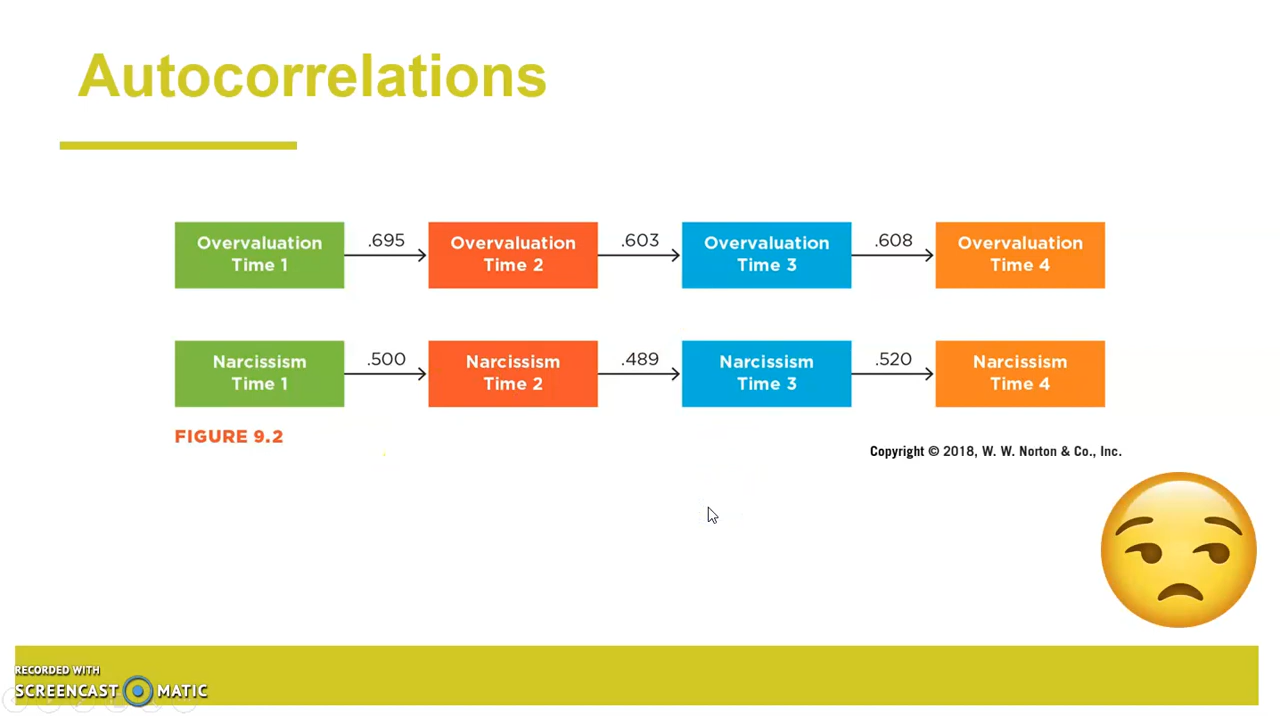 Autocorrelations
Overvaluation
Time 1
.695
Overvaluation
Time 2
.603
Overvaluation
Time 3
.608
Overvaluation
Time 4
Narcissism
Time 1
.500
Narcissism
Time 2
.489
Narcissism
Time 3
.520
Narcissism
Time 4
FIGURE 9.2
Copyright © 2018, W. W. Norton & Co., Inc.
RECORDED WITH
SCREENCAST MATIC